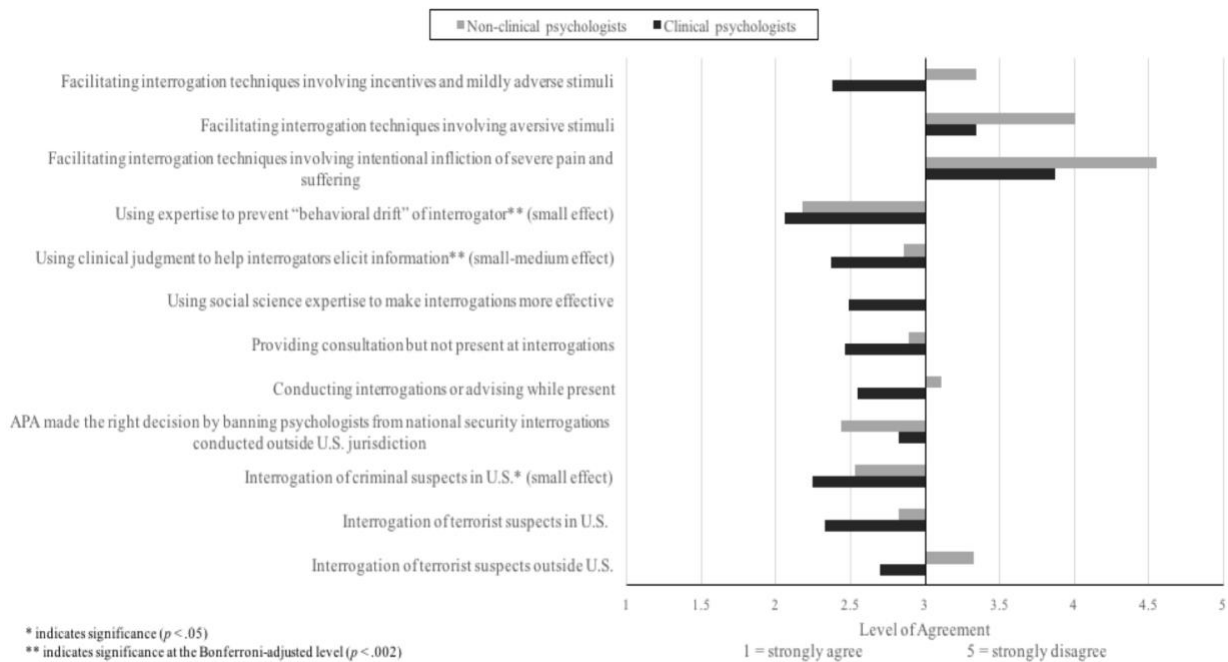 Non-clinical psychologists Clinical psychologists
Facilitating interrogation techniques involving incentives and mildly adverse stimuli
Facilitating interrogation techniques involving aversive stimuli
Facilitating interrogation techniques involving intentional infliction of severe pain and
suffering
Using expertise to prevent “behavioral drift” of interrogator** (small effect)
Using clinical judgment to help interrogators elicit information** (small-medium effect)
Using social science expertise to make interrogations more effective
Providing consultation but not present at interrogations
Conducting interrogations or advising while present
APA made the right decision by banning psychologists from national security interrogations
conducted outside U.S. jurisdiction
Interrogation of criminal suspects in U.S.* (small effect)
Interrogation of terrorist suspects in U.S.
Interrogation of terrorist suspects outside U.S.
1 1.5 2 2.5 3 3.5 4 4.5 5
Level of Agreement
1 = strongly agree 5 = strongly disagree
* indicates significance (p < .05)
** indicates significance at the Bonferroni-adjusted level (p < .002)